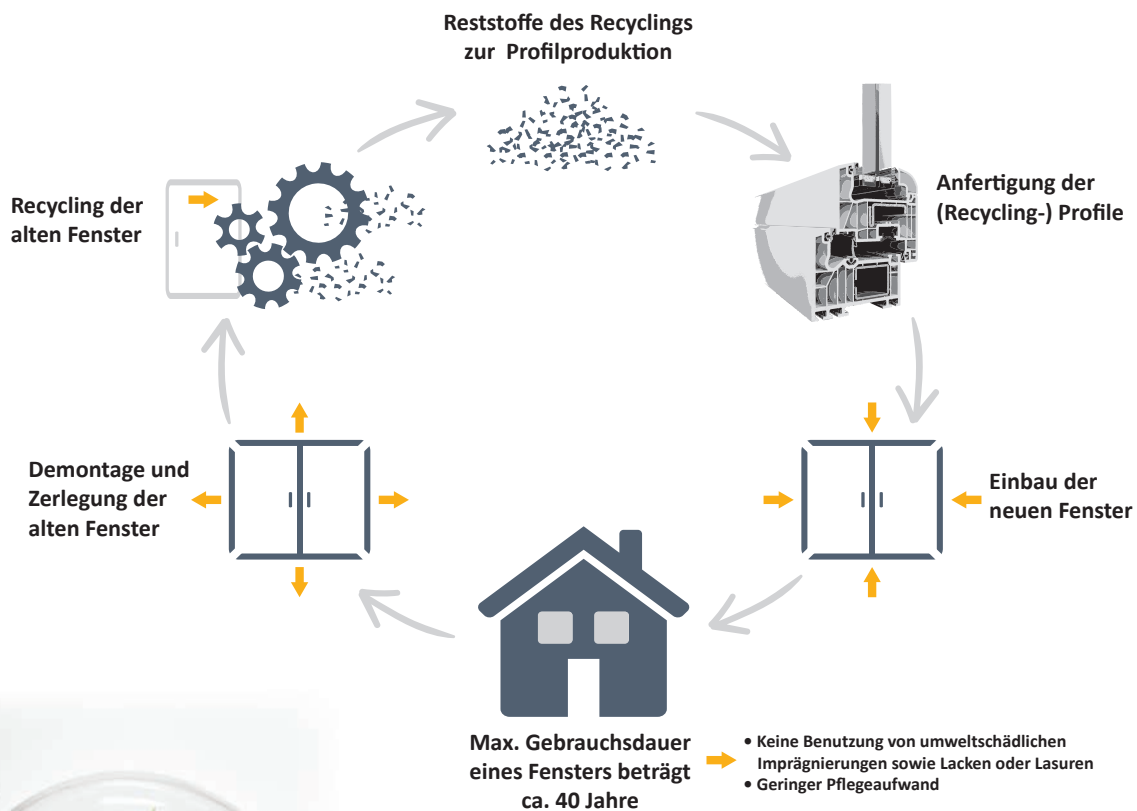 Reststoffe des Recyclings
zur Profilproduktion
Recycling der
alten Fenster
Anfertigung der
(Recycling-) Profile
Demontage und
Zerlegung der
alten Fenster
Einbau der
neuen Fenster
Max. Gebrauchsdauer
eines Fensters beträgt
ca. 40 Jahre
• Keine Benutzung von umweltschädlichen
Imprägnierungen sowie Lacken oder Lasuren
• Geringer Pflegeaufwand